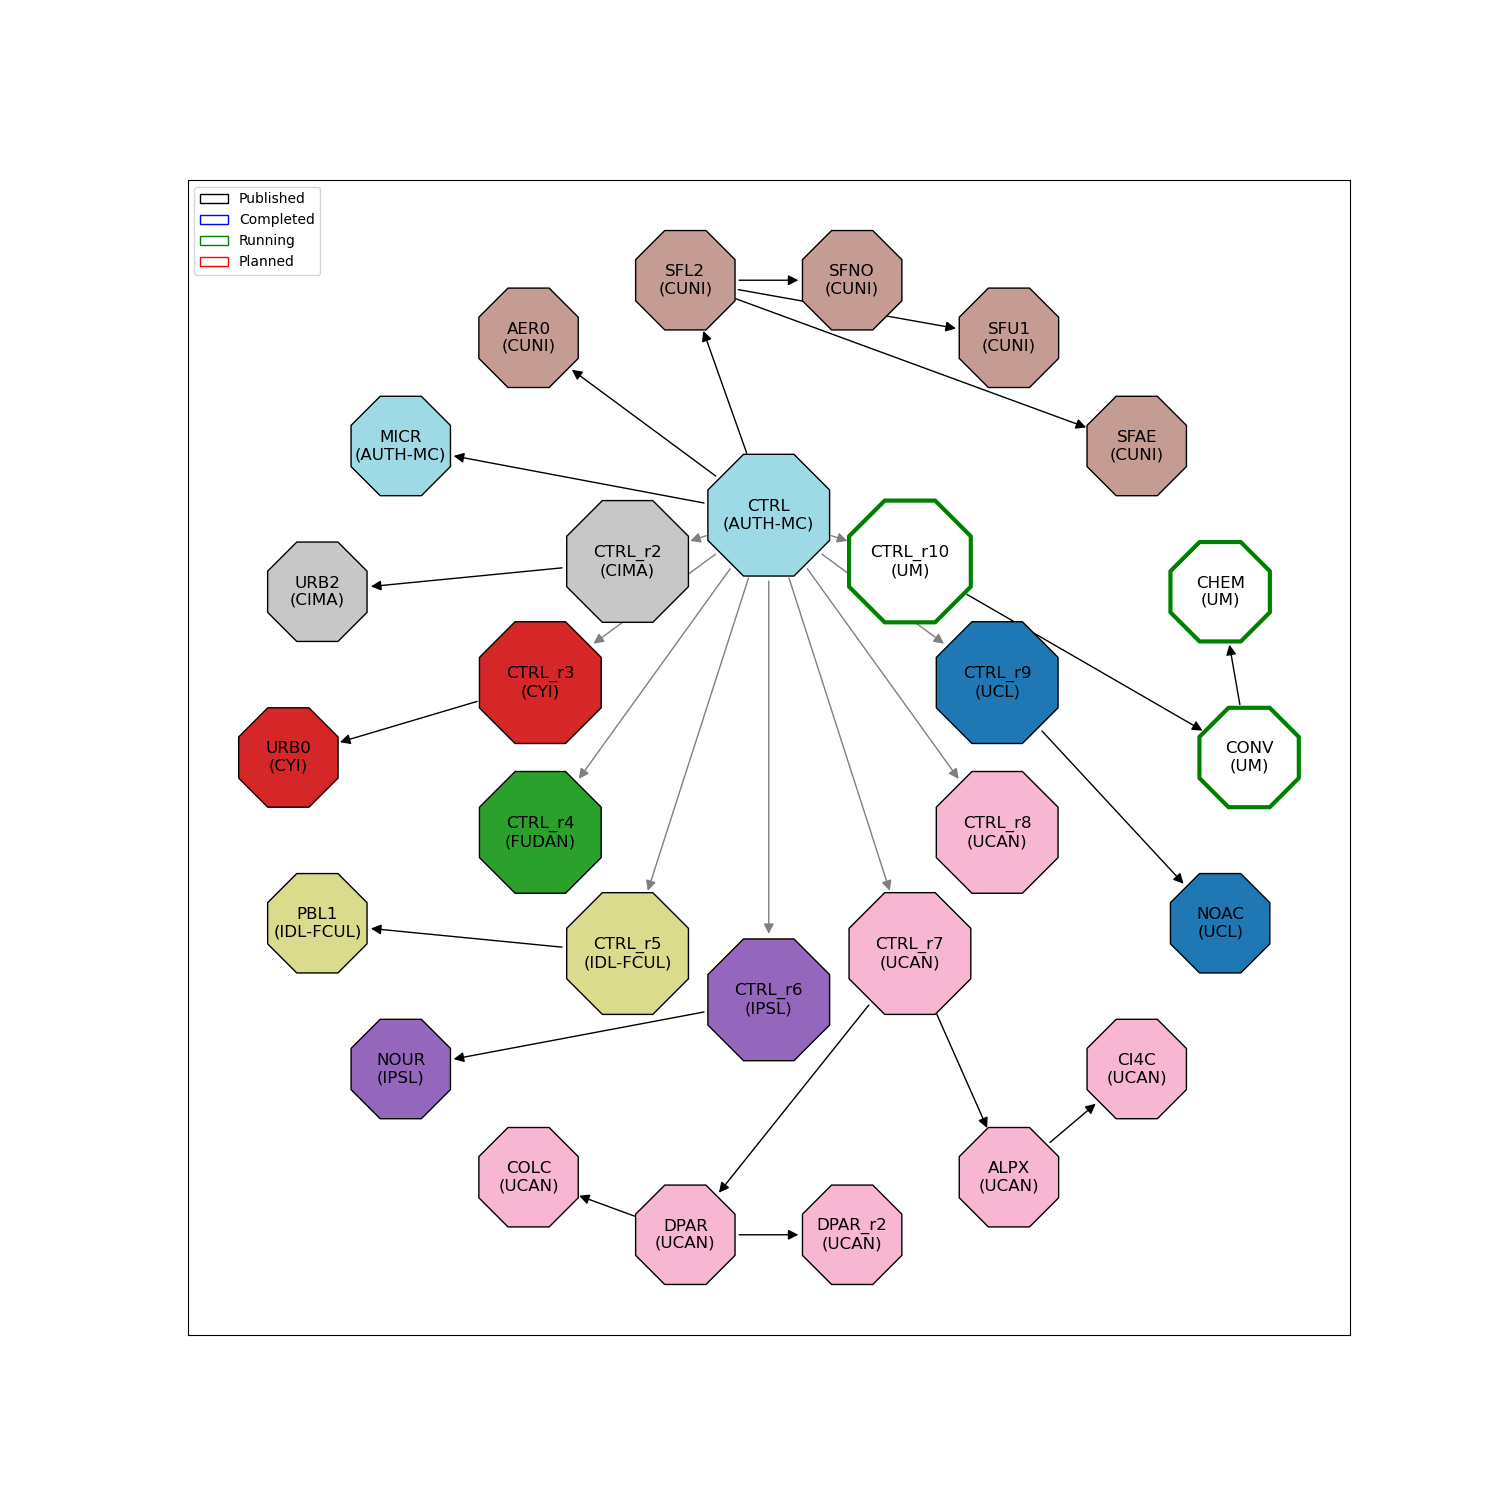 Published
Completed
Running
Planned
SFL2
(CUNI)
SFNO
(CUNI)
AER0
(CUNI)
SFU1
(CUNI)
MICR
(AUTH-MC)
SFAE
(CUNI)
CTRL
(AUTH-MC)
CTRL_r2
(CIMA)
CTRL_r10
(UM)
URB2
(CIMA)
CHEM
(UM)
CTRL_r3
(CYI)
CTRL_r9
(UCL)
URB0
(CYI)
CONV
(UM)
CTRL_r4
(FUDAN)
CTRL_r8
(UCAN)
PBL1
(IDL-FCUL)
NOAC
(UCL)
CTRL_r5
(IDL-FCUL)
CTRL_r7
(UCAN)
CTRL_r6
(IPSL)
NOUR
(IPSL)
CI4C
(UCAN)
COLC
(UCAN)
ALPX
(UCAN)
DPAR
(UCAN)
DPAR_r2
(UCAN)